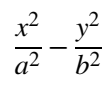 x²/a² − y²/b²